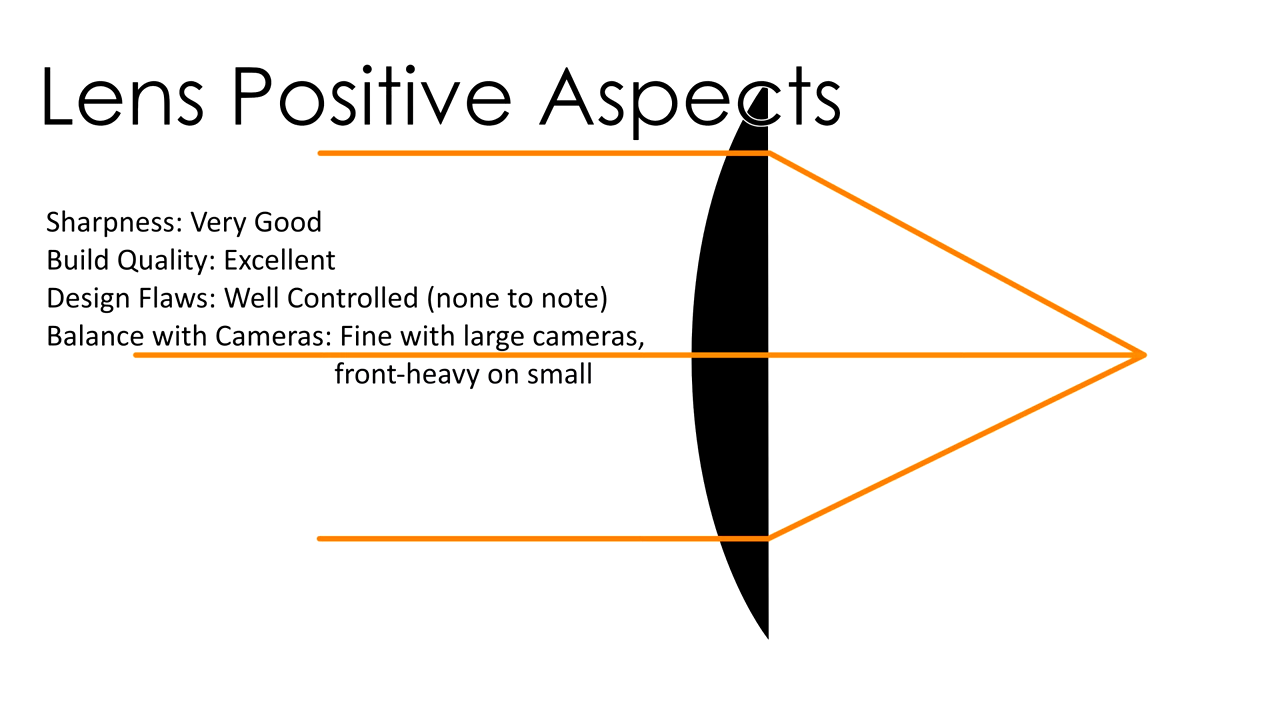 Lens Positive Aspects
Sharpness: Very Good
Build Quality: Excellent
Design Flaws: Well Controlled (none to note)
Balance with Cameras: Fine with large cameras,
front-heavy on small